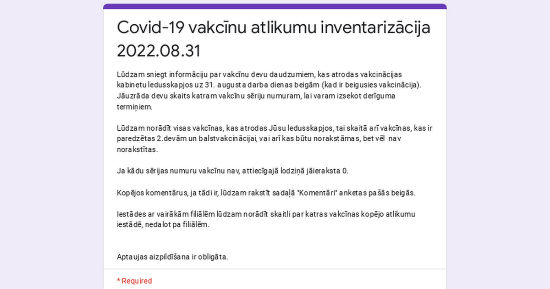 Covid-19 vakcīnu atlikumu inventarizācija
2022.08.31
Lūdzam sniegt informāciju par vakcīnu devu daudzumiem, kas atrodas vakcinācijas
kabinetu ledusskapjos uz 31. augusta darba dienas beigām (kad ir beigusies vakcinācija).
Jāuzrāda devu skaits katram vakcīnu sēriju numuram, lai varam izsekot derīguma
termiņiem.
Lūdzam norādīt visas vakcīnas, kas atrodas Jūsu ledusskapjos, tai skaitā arī vakcīnas, kas ir
paredzētas 2.devām un balstvakcinācijai, vai arī kas būtu norakstāmas, bet vēl nav
norakstītas.
Ja kādu sērijas numuru vakcīnu nav, attiecīgajā lodziņā jāieraksta 0.
Kopējos komentārus, ja tādi ir, lūdzam rakstīt sadaļā "Komentāri" anketas pašās beigās.
Iestādes ar vairākām filiālēm lūdzam norādīt skaitli par katras vakcīnas kopējo atlikumu
iestādē, nedalot pa filiālēm.
Aptaujas aizpildīšana ir obligāta.
* Required